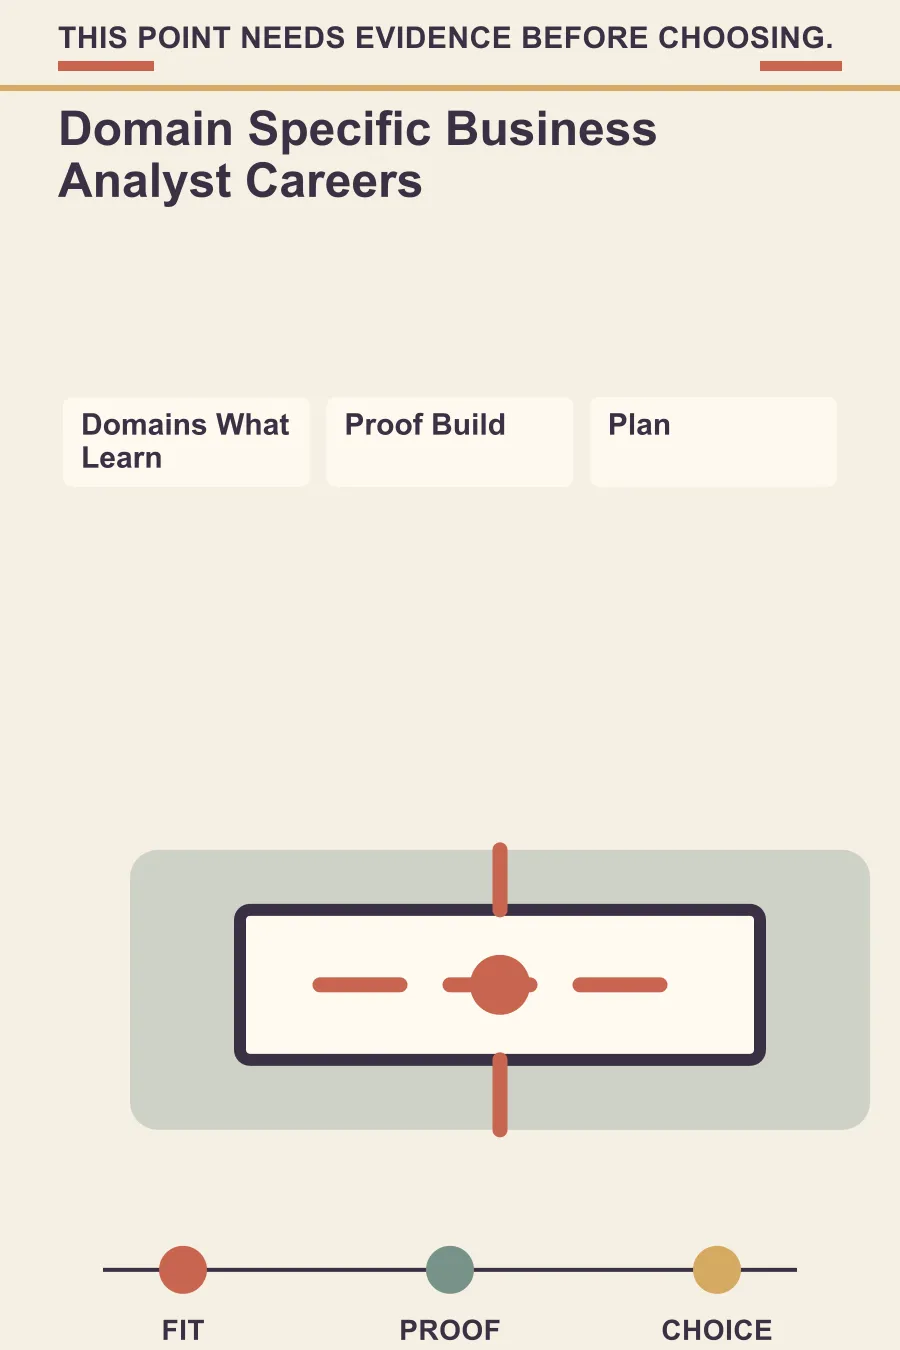 THIS POINT NEEDS EVIDENCE BEFORE CHOOSING.
Domain Specific Business
Analyst Careers
Domains What
Learn
Proof Build
Plan
FIT
PROOF
CHOICE